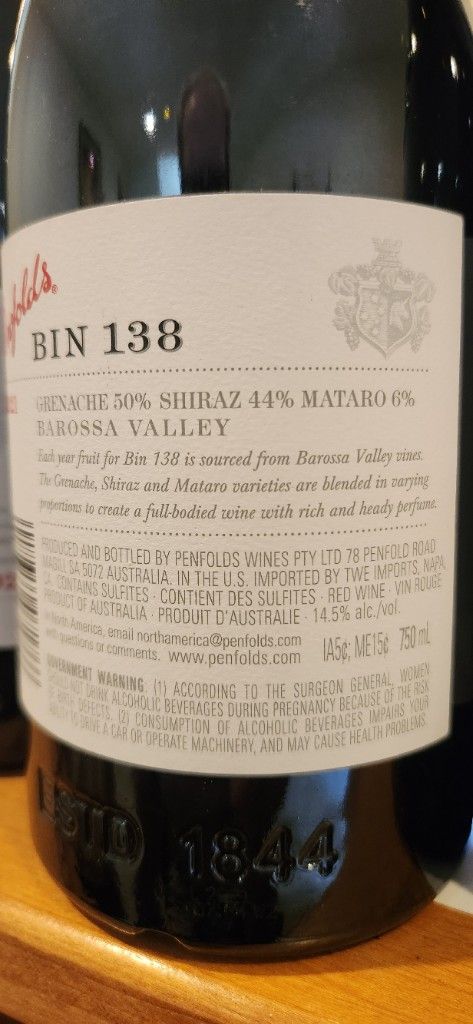 Penfolds®
BIN 138
GRENACHE 50% SHIRAZ 44% MATARO 6%
BAROSSA VALLEY
Each year fruit for Bin 138 is sourced from Barossa Valley vines.
The Grenache, Shiraz and Mataro varieties are blended in varying
proportions to create a full-bodied wine with rich and heady perfume.
PRODUCED AND BOTTLED BY PENFOLDS WINES PTY LTD 78 PENFOLD ROAD
MAGILL SA 5072 AUSTRALIA. IN THE U.S. IMPORTED BY TWE IMPORTS, NAPA,
CA. CONTAINS SULFITES · CONTIENT DES SULFITES · RED WINE · VIN ROUGE
PRODUCT OF AUSTRALIA · PRODUIT D'AUSTRALIE · 14.5% alc./vol.
In North America, email northamerica@penfolds.com
with questions or comments. www.penfolds.com IA5¢; ME15¢ 750 mL
GOVERNMENT WARNING: (1) ACCORDING TO THE SURGEON GENERAL, WOMEN
SHOULD NOT DRINK ALCOHOLIC BEVERAGES DURING PREGNANCY BECAUSE OF THE RISK
OF BIRTH DEFECTS. (2) CONSUMPTION OF ALCOHOLIC BEVERAGES IMPAIRS YOUR
ABILITY TO DRIVE A CAR OR OPERATE MACHINERY, AND MAY CAUSE HEALTH PROBLEMS.
ESTD 1844